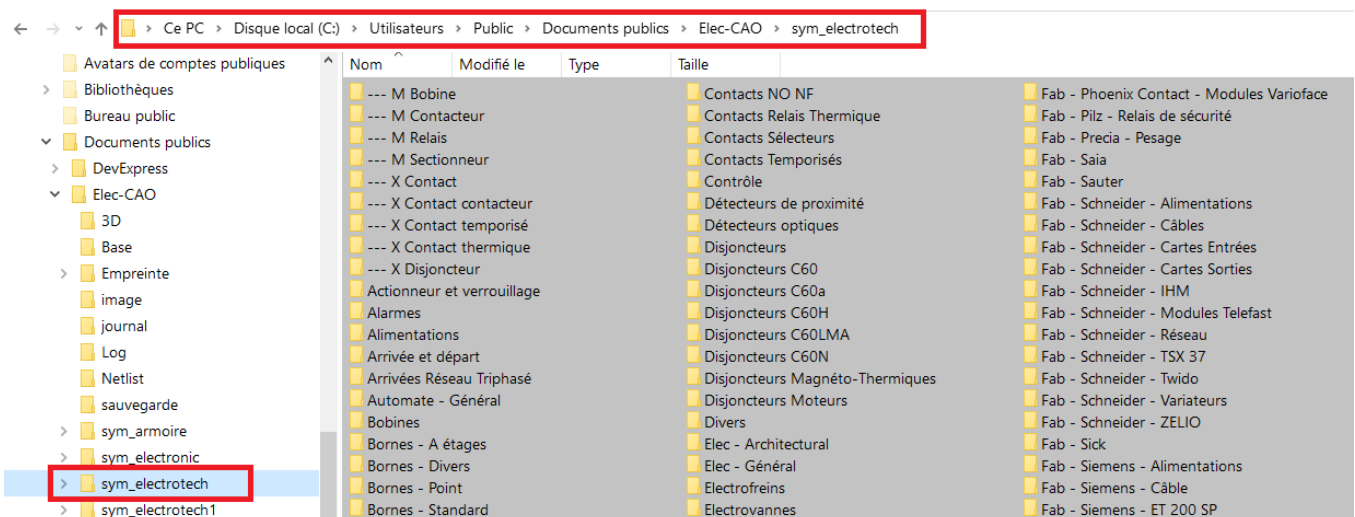 Ce PC > Disque local (C:) > Utilisateurs > Public > Documents publics > Elec-CAO > sym_electrotech
Avatars de comptes publiques
Bibliothèques
Bureau public
Documents publics
DevExpress
Elec-CAO
3D
Base
Empreinte
image
journal
Log
Netlist
sauvegarde
sym_armoire
sym_electronic
sym_electrotech
sym_electrotech1
Nom Modifié le Type Taille
--- M Bobine
--- M Contacteur
--- M Relais
--- M Sectionneur
--- X Contact
--- X Contact contacteur
--- X Contact temporisé
--- X Contact thermique
--- X Disjoncteur
Actionneur et verrouillage
Alarmes
Alimentations
Arrivée et départ
Arrivées Réseau Triphasé
Automate - Général
Bobines
Bornes - A étages
Bornes - Divers
Bornes - Point
Bornes - Standard
Contacts NO NF
Contacts Relais Thermique
Contacts Sélecteurs
Contacts Temporisés
Contrôle
Détecteurs de proximité
Détecteurs optiques
Disjoncteurs
Disjoncteurs C60
Disjoncteurs C60a
Disjoncteurs C60H
Disjoncteurs C60LMA
Disjoncteurs C60N
Disjoncteurs Magnéto-Thermiques
Disjoncteurs Moteurs
Divers
Elec - Architectural
Elec - Général
Electrofreins
Electrovannes
Fab - Phoenix Contact - Modules Varioface
Fab - Pilz - Relais de sécurité
Fab - Precia - Pesage
Fab - Saia
Fab - Sauter
Fab - Schneider - Alimentations
Fab - Schneider - Câbles
Fab - Schneider - Cartes Entrées
Fab - Schneider - Cartes Sorties
Fab - Schneider - IHM
Fab - Schneider - Modules Telefast
Fab - Schneider - Réseau
Fab - Schneider - TSX 37
Fab - Schneider - Twido
Fab - Schneider - Variateurs
Fab - Schneider - ZELIO
Fab - Sick
Fab - Siemens - Alimentations
Fab - Siemens - Câble
Fab - Siemens - ET 200 SP